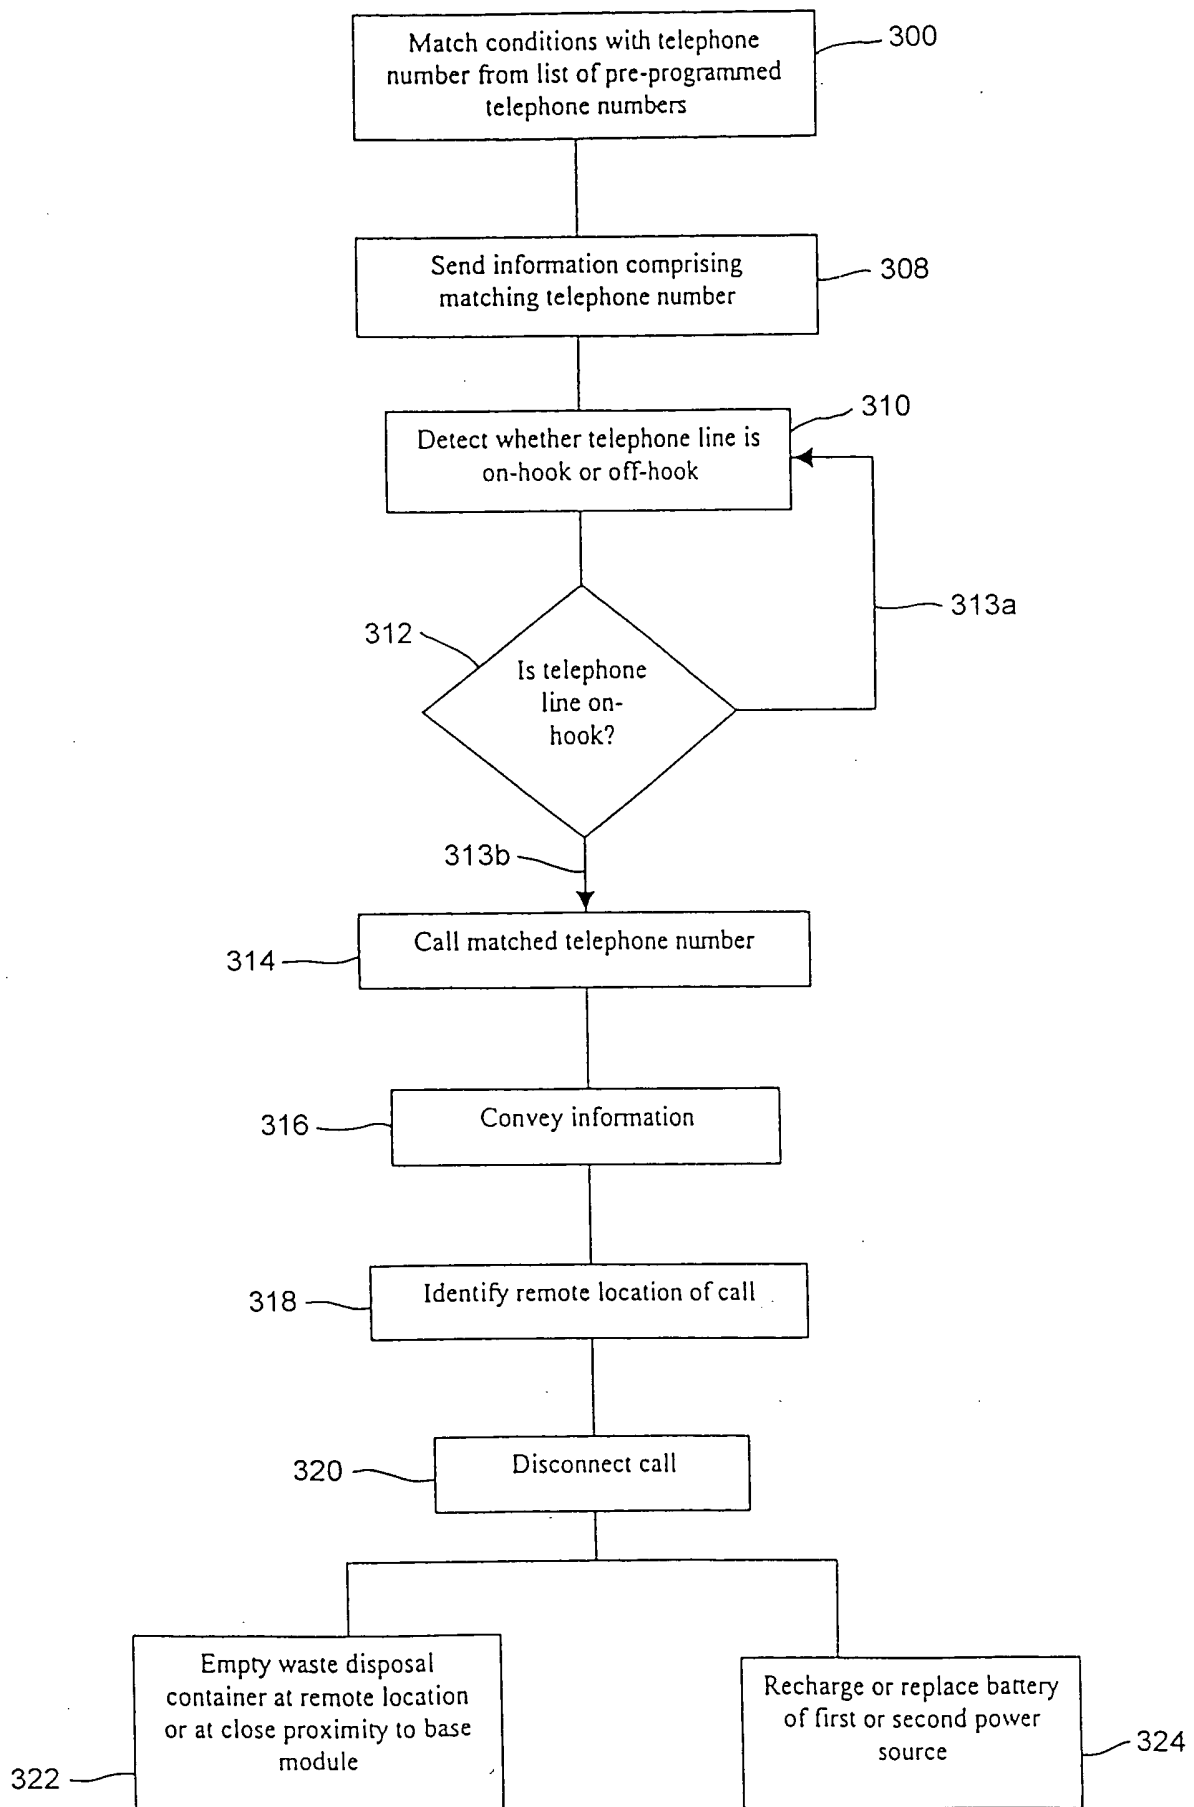 Match conditions with telephone
number from list of pre-programmed
telephone numbers
300
Send information comprising
matching telephone number
308
310
Detect whether telephone line is
on-hook or off-hook
313a
312
Is telephone
line on-
hook?
313b
Call matched telephone number
314
Convey information
316
Identify remote location of call
318
Disconnect call
320
Empty waste disposal
container at remote location
or at close proximity to base
module
322
Recharge or replace battery
of first or second power
source
324